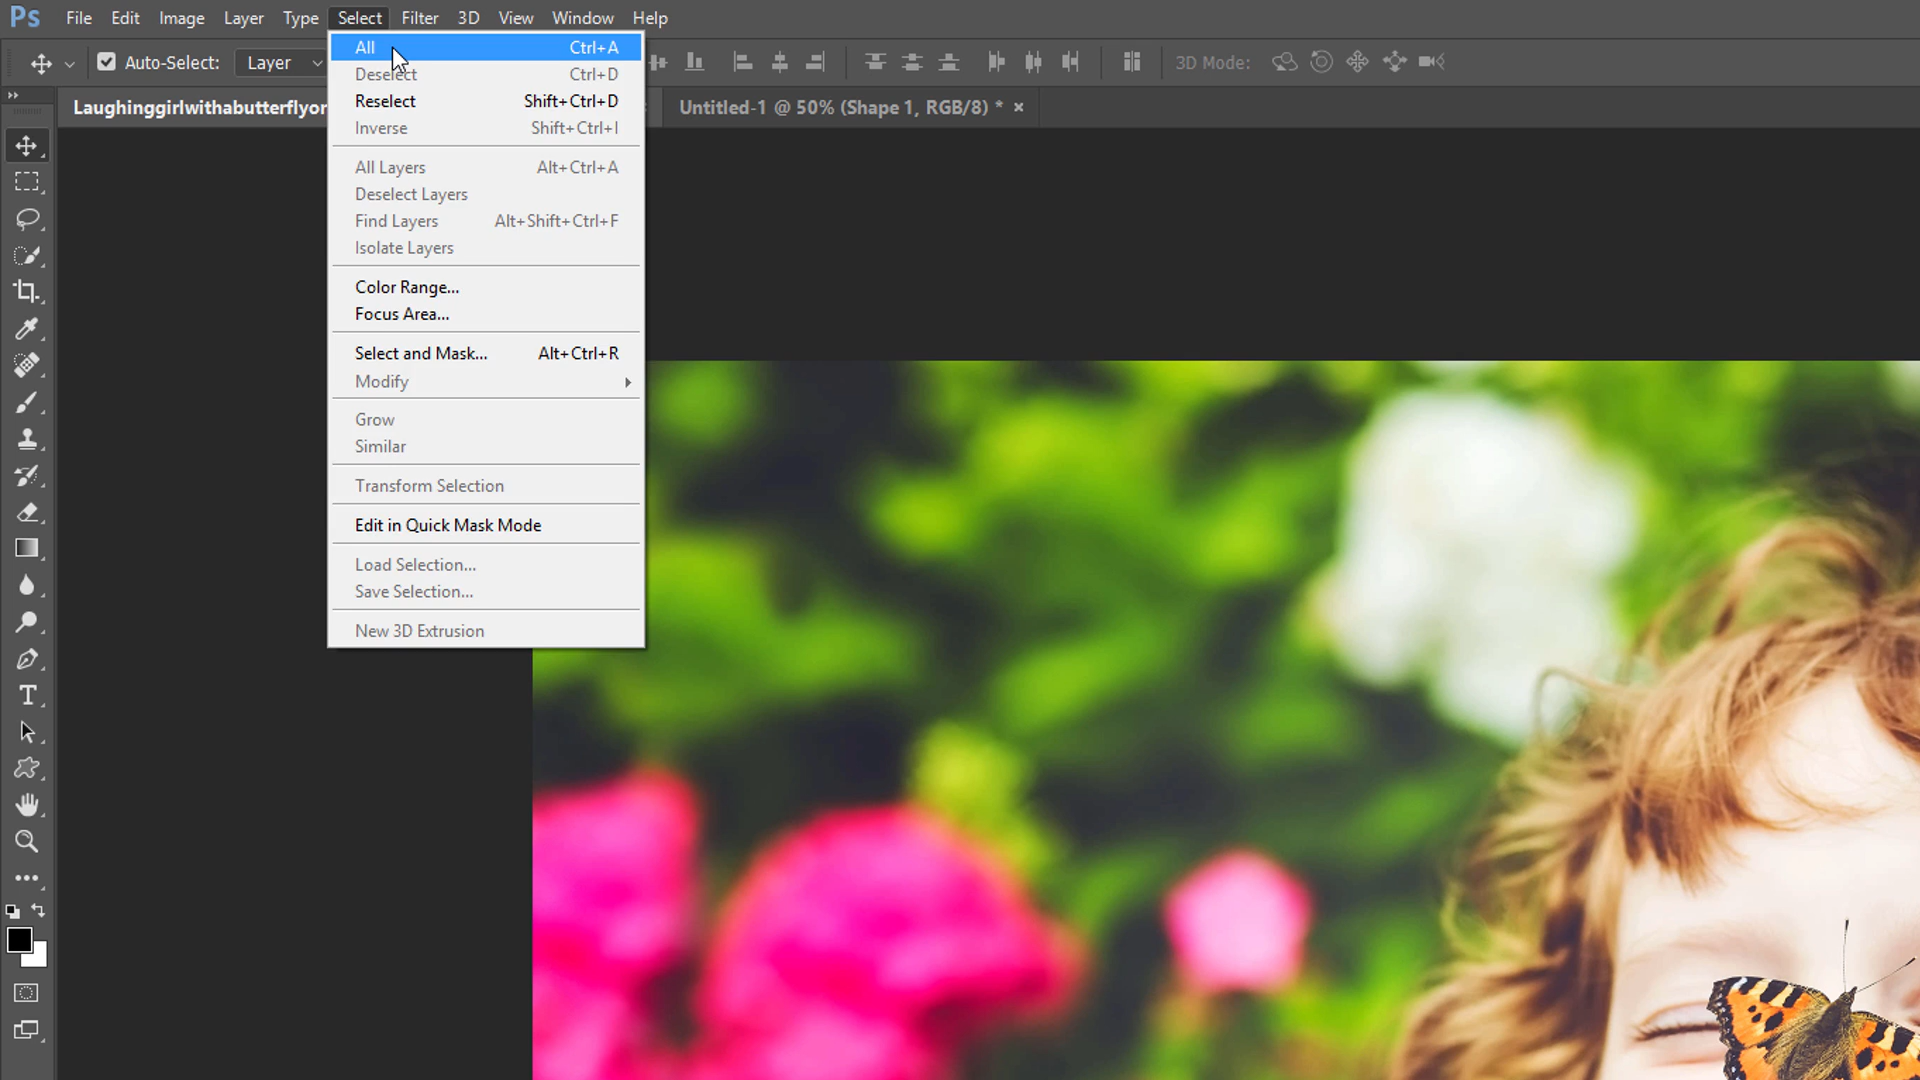 Ps File Edit Image Layer Type Select Filter 3D View Window Help
Auto-Select: Layer 3D Mode:
Laughinggirlwithabutterflyor Untitled-1 @ 50% (Shape 1, RGB/8) * ×
All Ctrl+A
Deselect Ctrl+D
Reselect Shift+Ctrl+D
Inverse Shift+Ctrl+I
All Layers Alt+Ctrl+A
Deselect Layers
Find Layers Alt+Shift+Ctrl+F
Isolate Layers
Color Range...
Focus Area...
Select and Mask... Alt+Ctrl+R
Modify
Grow
Similar
Transform Selection
Edit in Quick Mask Mode
Load Selection...
Save Selection...
New 3D Extrusion